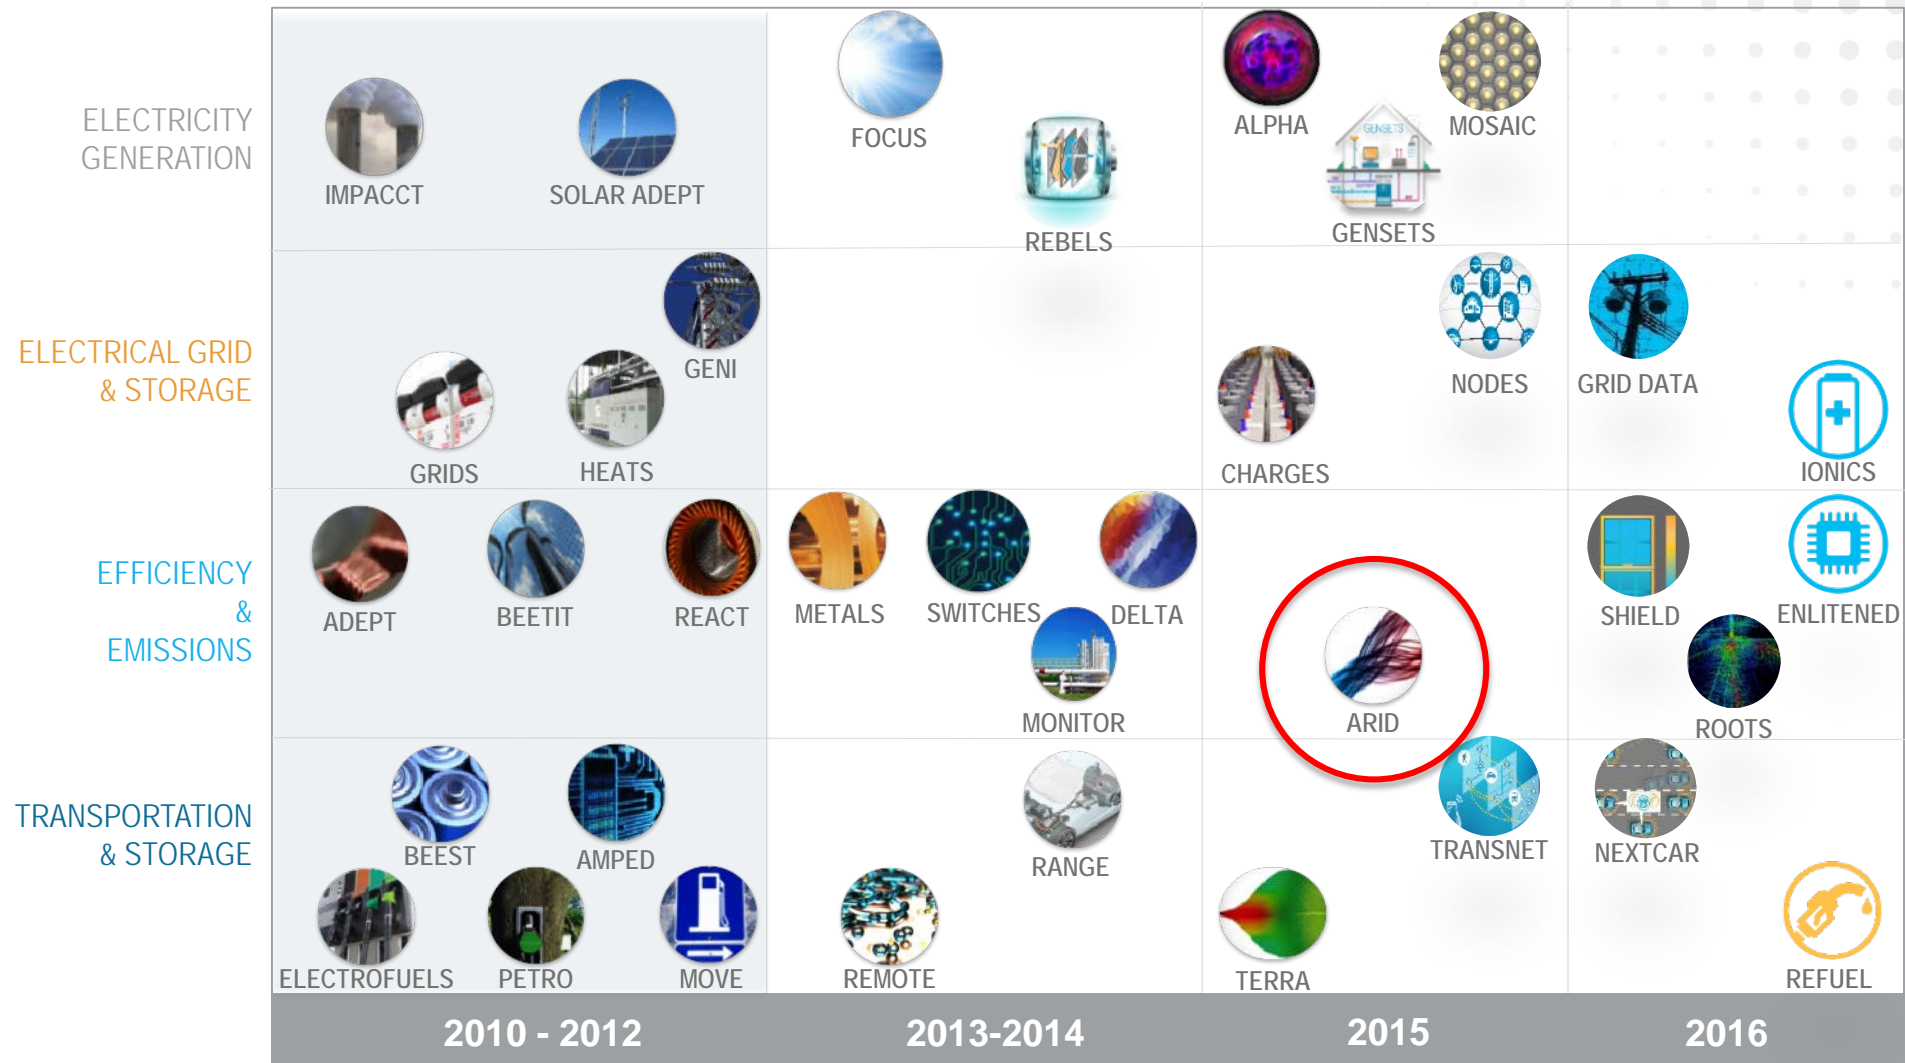 ELECTRICITY
GENERATION
IMPACCT
SOLAR ADEPT
FOCUS
REBELS
ALPHA
GENSETS
GENSETS
MOSAIC
ELECTRICAL GRID
& STORAGE
GENI
GRIDS
HEATS
CHARGES
NODES
GRID DATA
IONICS
EFFICIENCY
&
EMISSIONS
ADEPT
BEETIT
REACT
METALS
SWITCHES
DELTA
MONITOR
ARID
SHIELD
ENLITENED
ROOTS
TRANSPORTATION
& STORAGE
BEEST
AMPED
RANGE
TRANSNET
NEXTCAR
ELECTROFUELS
PETRO
MOVE
REMOTE
TERRA
REFUEL
2010 - 2012
2013-2014
2015
2016